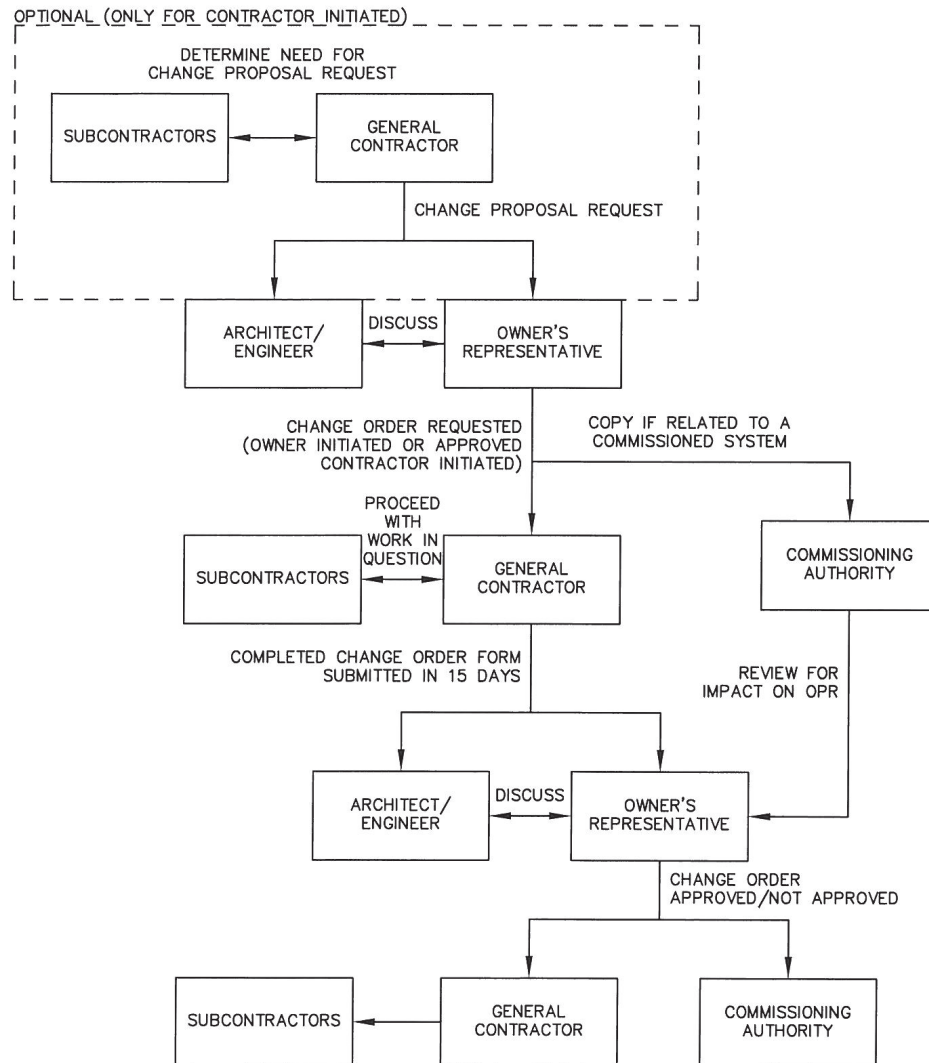 OPTIONAL (ONLY FOR CONTRACTOR INITIATED)
DETERMINE NEED FOR
CHANGE PROPOSAL REQUEST
SUBCONTRACTORS
GENERAL
CONTRACTOR
CHANGE PROPOSAL REQUEST
ARCHITECT/
ENGINEER
DISCUSS
OWNER'S
REPRESENTATIVE
CHANGE ORDER REQUESTED
(OWNER INITIATED OR APPROVED
CONTRACTOR INITIATED)
COPY IF RELATED TO A
COMMISSIONED SYSTEM
PROCEED
WITH
WORK IN
QUESTION
SUBCONTRACTORS
GENERAL
CONTRACTOR
COMMISSIONING
AUTHORITY
COMPLETED CHANGE ORDER FORM
SUBMITTED IN 15 DAYS
REVIEW FOR
IMPACT ON OPR
ARCHITECT/
ENGINEER
DISCUSS
OWNER'S
REPRESENTATIVE
CHANGE ORDER
APPROVED/NOT APPROVED
SUBCONTRACTORS
GENERAL
CONTRACTOR
COMMISSIONING
AUTHORITY